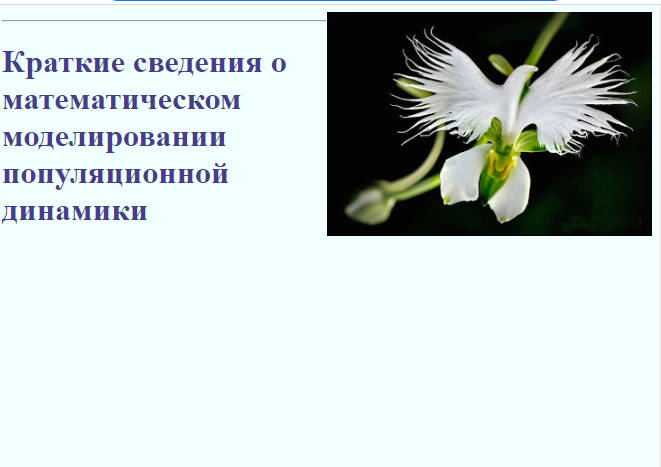 Краткие сведения о
математическом
моделировании
популяционной
динамики